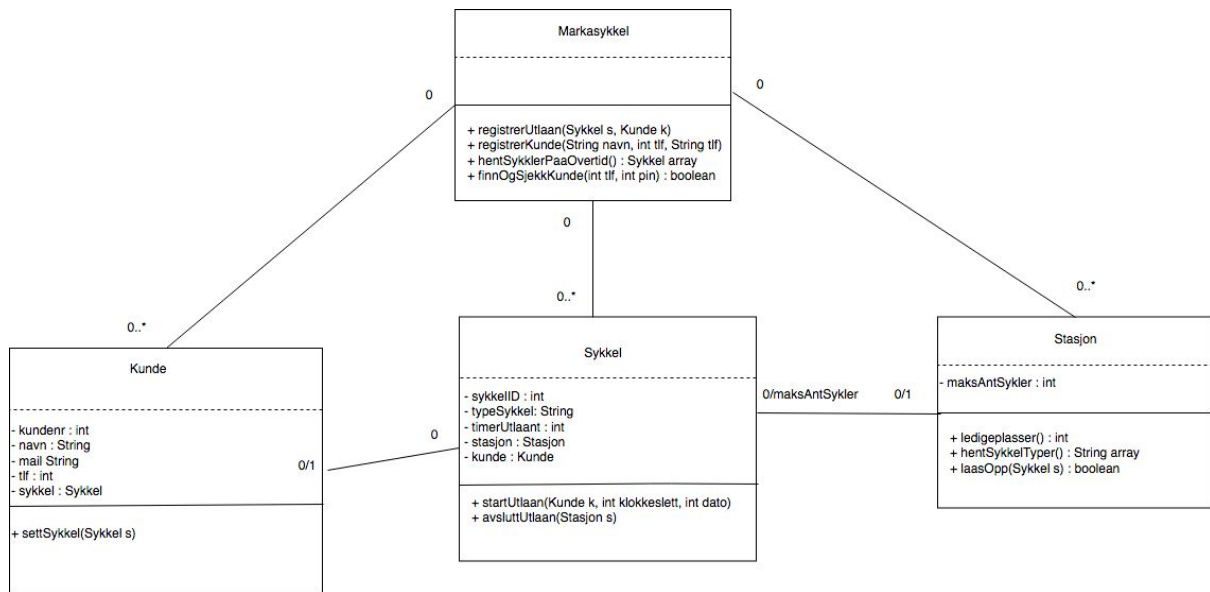 Markasykkel
0
0
+ registrerUtlaan(Sykkel s, Kunde k)
+ registrerKunde(String navn, int tlf, String tlf)
+ hentSykklerPaaOvertid() : Sykkel array
+ finnOgSjekkKunde(int tlf, int pin) : boolean
0
0..*
0..*
0..*
Kunde
- kundenr : int
- navn : String
- mail String
- tlf : int
- sykkel : Sykkel
+ settSykkel(Sykkel s)
0/1
0
Sykkel
- sykkelID : int
- typeSykkel: String
- timerUtlaant : int
- stasjon : Stasjon
- kunde : Kunde
+ startUtlaan(Kunde k, int klokkeslett, int dato)
+ avsluttUtlaan(Stasjon s)
0/maksAntSykler
0/1
Stasjon
- maksAntSykler : int
+ ledigeplasser() : int
+ hentSykkelTyper() : String array
+ laasOpp(Sykkel s) : boolean